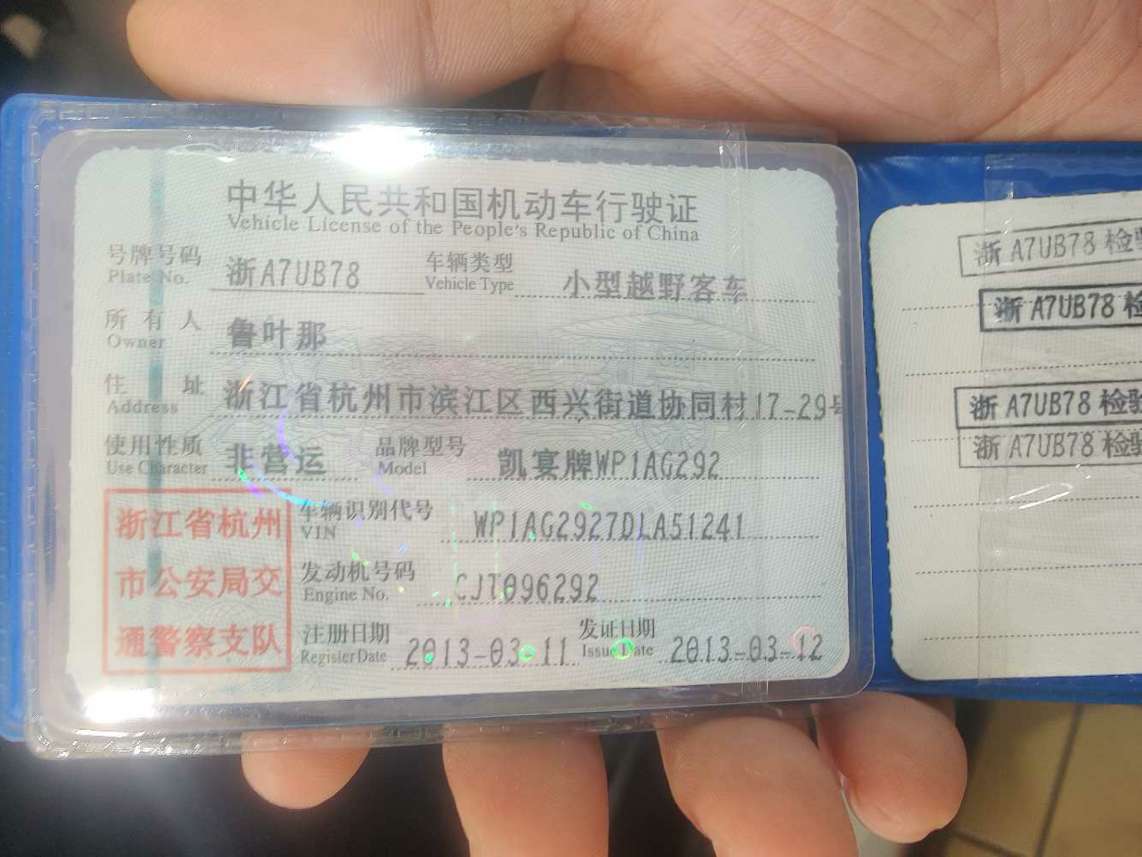 中华人民共和国机动车行驶证
Vehicle License of the People's Republic of China
号牌号码 浙A7UB78 车辆类型 小型越野客车
Plate No. Vehicle Type
所有人 鲁叶那
Owner
住址 浙江省杭州市滨江区西兴街道协同村17-29号
Address
使用性质 非营运 品牌型号 凯宴牌WP1AG292
Use Character Model
车辆识别代号 WP1AG2927DLA51241
VIN
发动机号码 CJT096292
Engine No.
注册日期 2013-03-11 发证日期 2013-03-12
Register Date Issue Date
浙江省杭州
市公安局交
通警察支队
浙A7UB78 检验
浙A7UB78 检
浙A7UB78 检验
浙A7UB78 检验